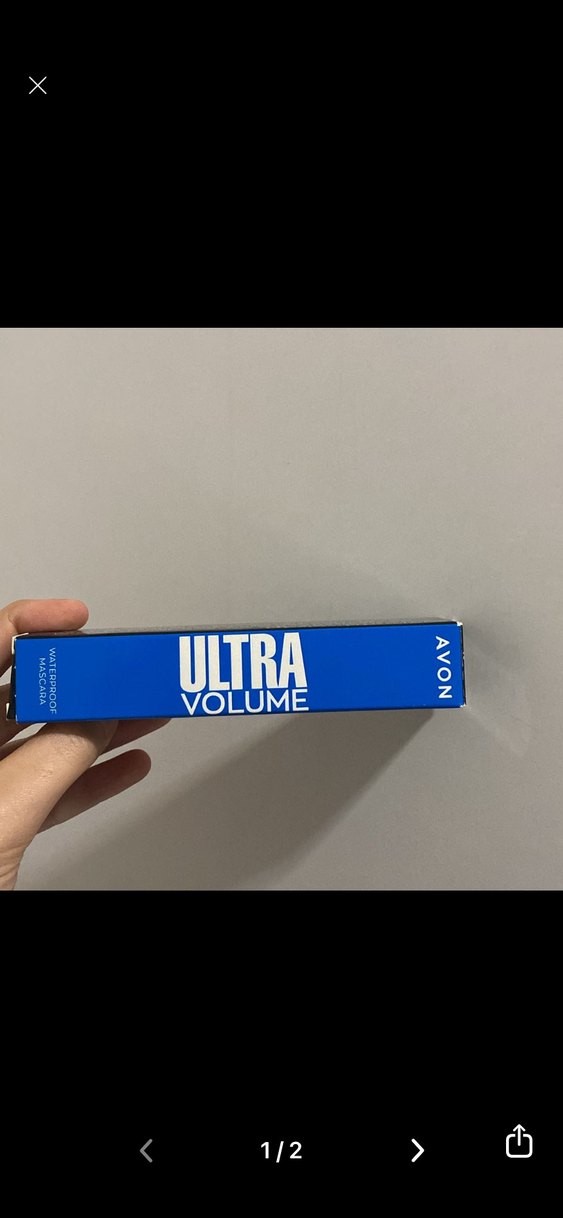 WATERPROOF
MASCARA
ULTRA
VOLUME
AVON
1/2